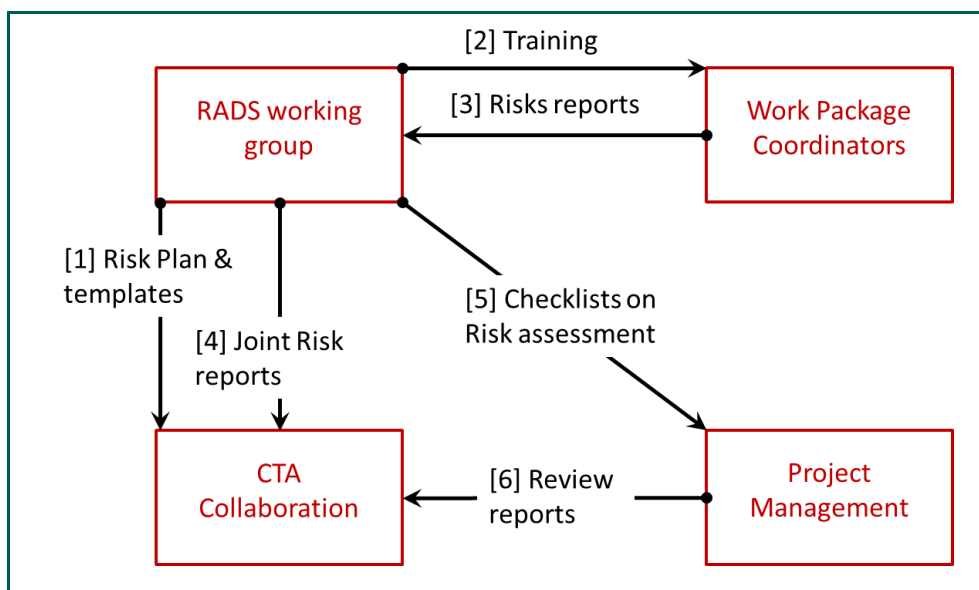 [2] Training
RADS working
group
[3] Risks reports
Work Package
Coordinators
[1] Risk Plan &
templates
[4] Joint Risk
reports
[5] Checklists on
Risk assessment
CTA
Collaboration
[6] Review
reports
Project
Management